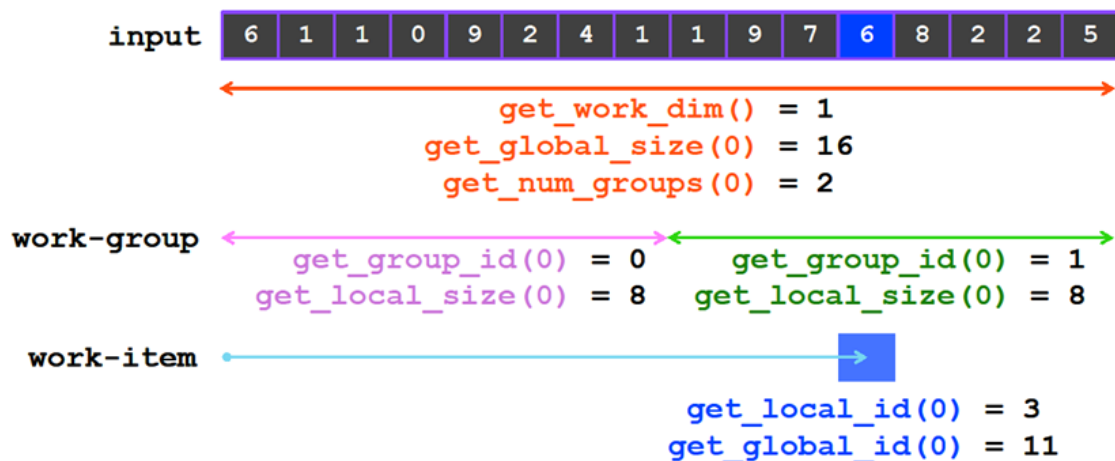 input 6 1 1 0 9 2 4 1 1 9 7 6 8 2 2 5
get_work_dim() = 1
get_global_size(0) = 16
get_num_groups(0) = 2
work-group
get_group_id(0) = 0 get_group_id(0) = 1
get_local_size(0) = 8 get_local_size(0) = 8
work-item
get_local_id(0) = 3
get_global_id(0) = 11